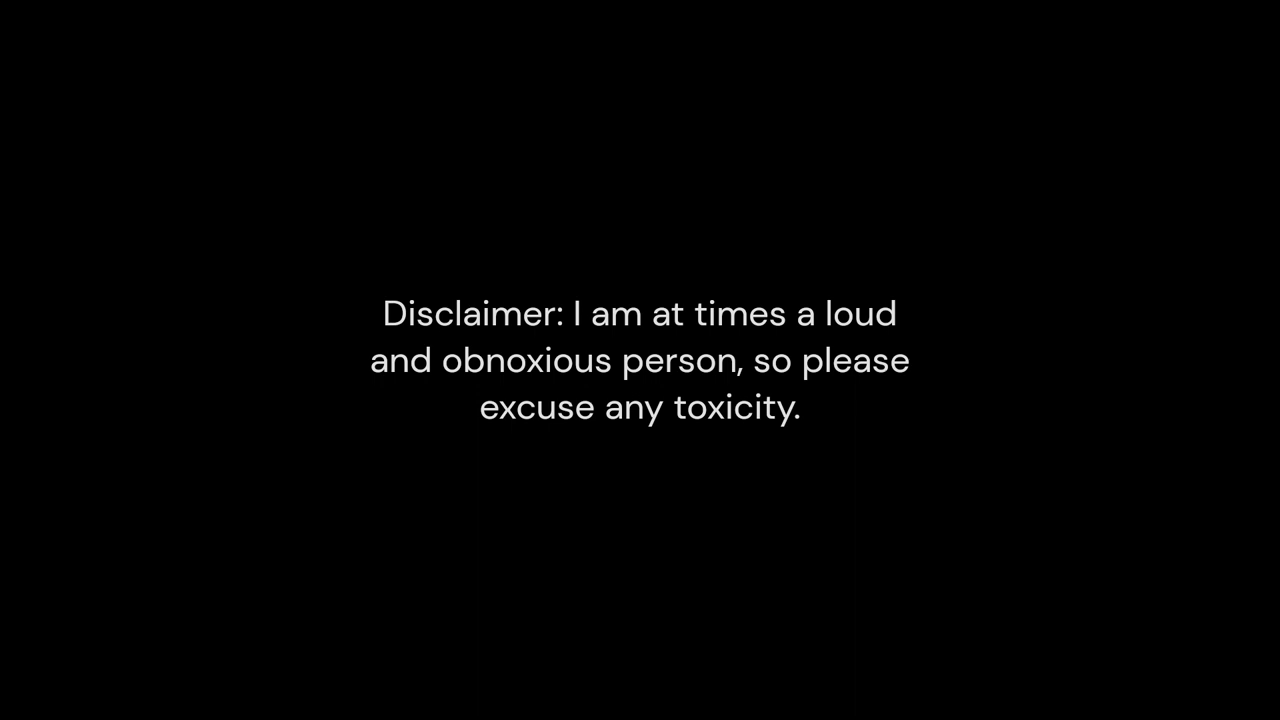 Disclaimer: I am at times a loud
and obnoxious person, so please
excuse any toxicity.